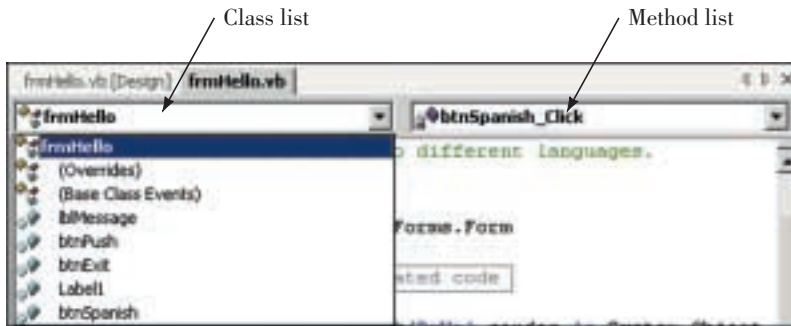 Class list Method list
frmHello.vb [Design] frmHello.vb
frmHello btnSpanish_Click
frmHello
o different languages.
(Overrides)
(Base Class Events)
lblMessage
Forms.Form
btnPush
btnExit
ated code
Label1
btnSpanish